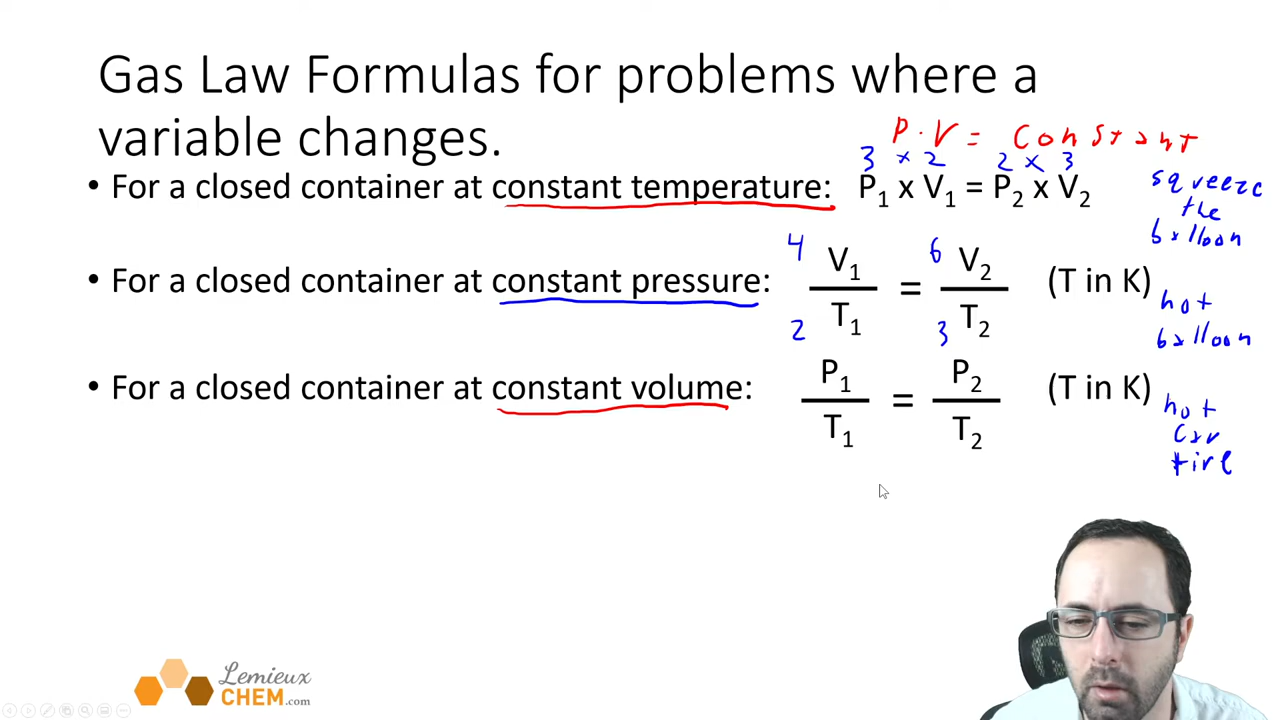 Gas Law Formulas for problems where a
variable changes.
P · V = constant
3 × 2 2 × 3
• For a closed container at constant temperature: P₁ x V₁ = P₂ x V₂
squeeze
the
balloon
• For a closed container at constant pressure: V₁/T₁ = V₂/T₂ (T in K)
4 6
2 3
hot
balloon
• For a closed container at constant volume: P₁/T₁ = P₂/T₂ (T in K)
hot
car
tire
Lemieux
CHEM.com